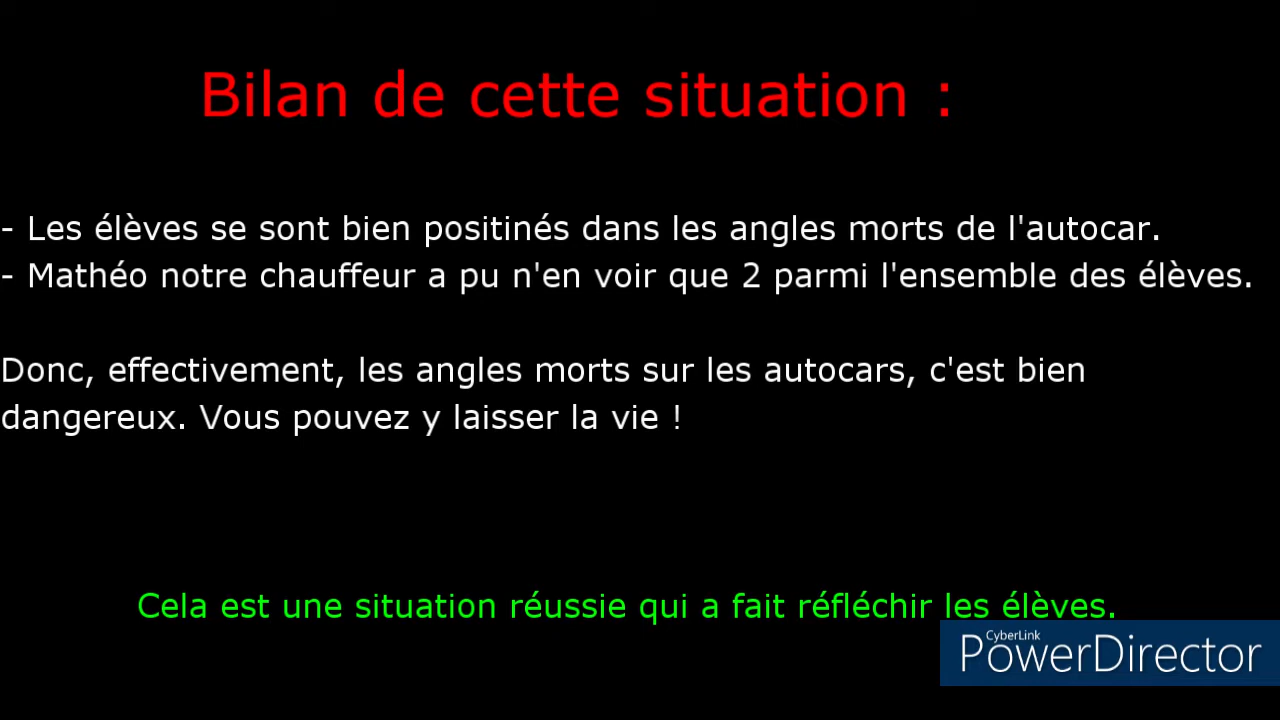 Bilan de cette situation :
- Les élèves se sont bien positinés dans les angles morts de l'autocar.
- Mathéo notre chauffeur a pu n'en voir que 2 parmi l'ensemble des élèves.
Donc, effectivement, les angles morts sur les autocars, c'est bien
dangereux. Vous pouvez y laisser la vie !
Cela est une situation réussie qui a fait réfléchir les élèves.
CyberLink
PowerDirector